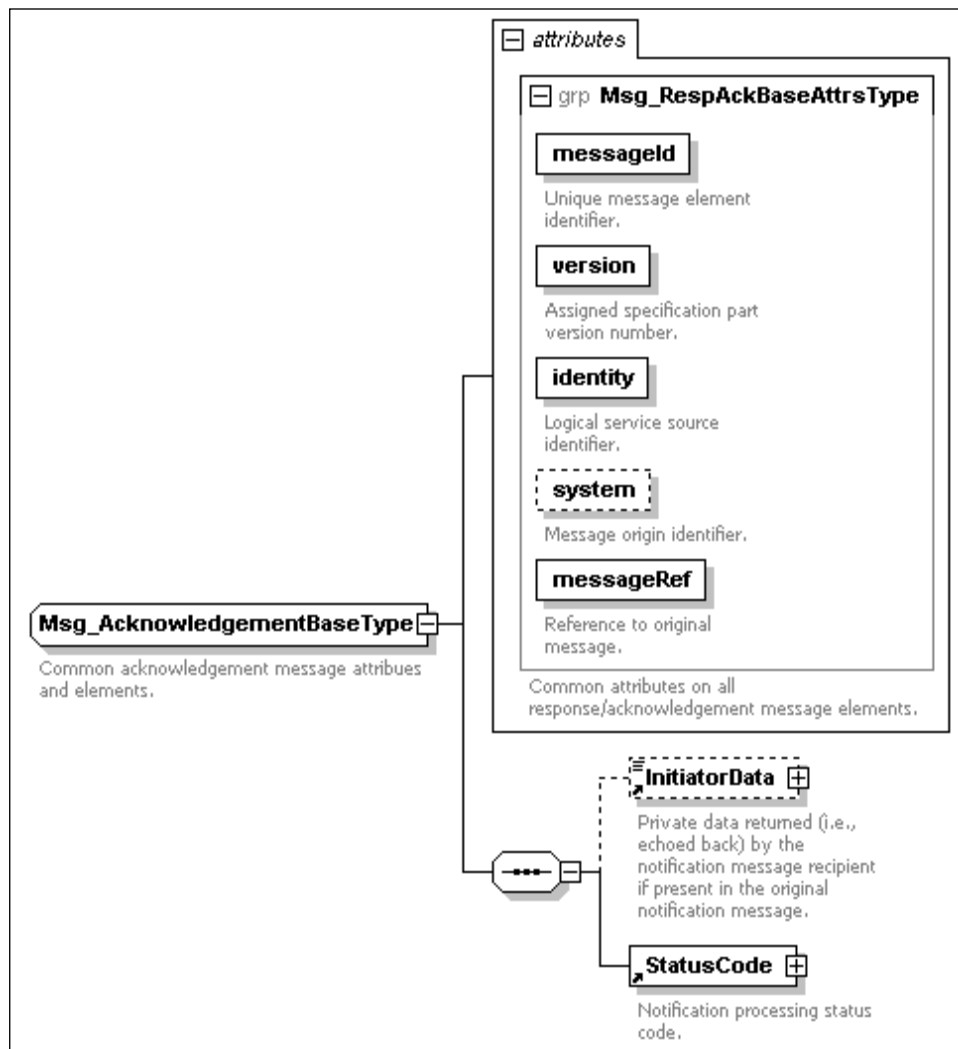 attributes
grp Msg_RespAckBaseAttrsType
messageId
Unique message element
identifier.
version
Assigned specification part
version number.
identity
Logical service source
identifier.
system
Message origin identifier.
messageRef
Reference to original
message.
Common attributes on all
response/acknowledgement message elements.
Msg_AcknowledgementBaseType
Common acknowledgement message attribues
and elements.
InitiatorData
Private data returned (i.e.,
echoed back) by the
notification message recipient
if present in the original
notification message.
StatusCode
Notification processing status
code.